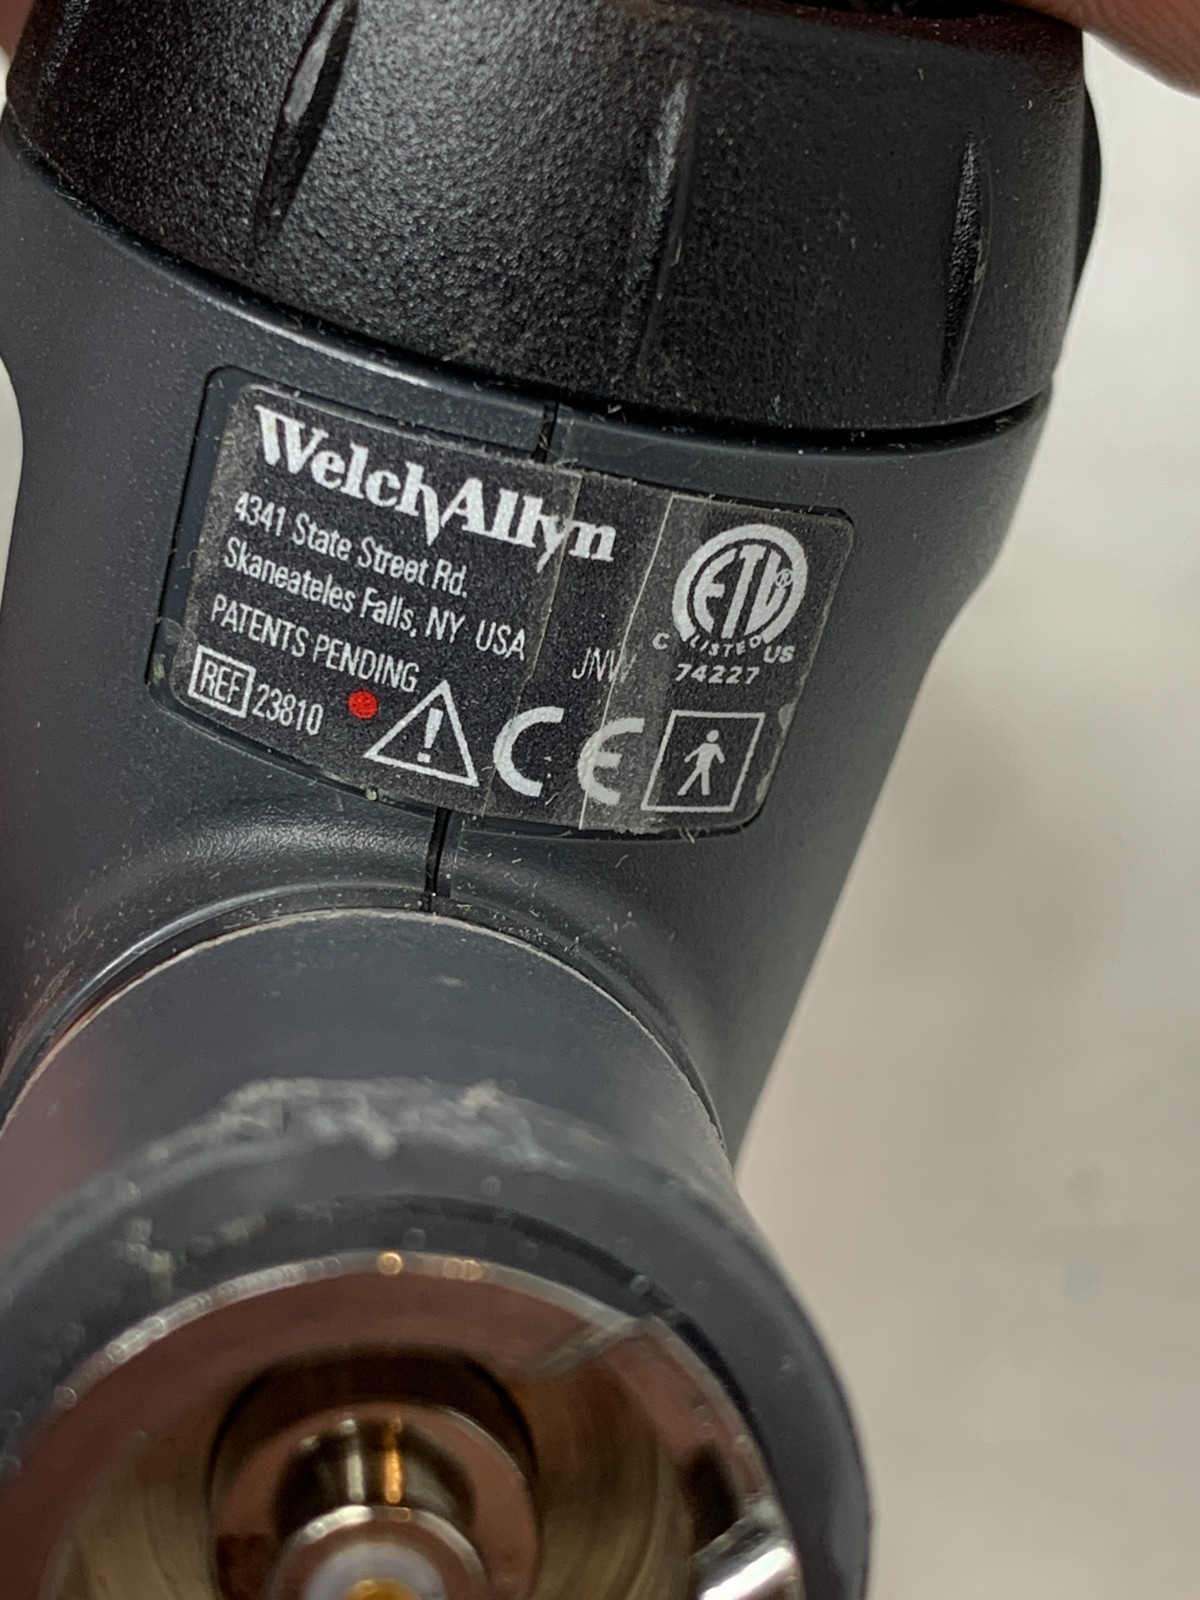 WelchAllyn
4341 State Street Rd.
Skaneateles Falls, NY USA
PATENTS PENDING
REF 23810
JNW
ETL®
C LISTED US
74227
CE